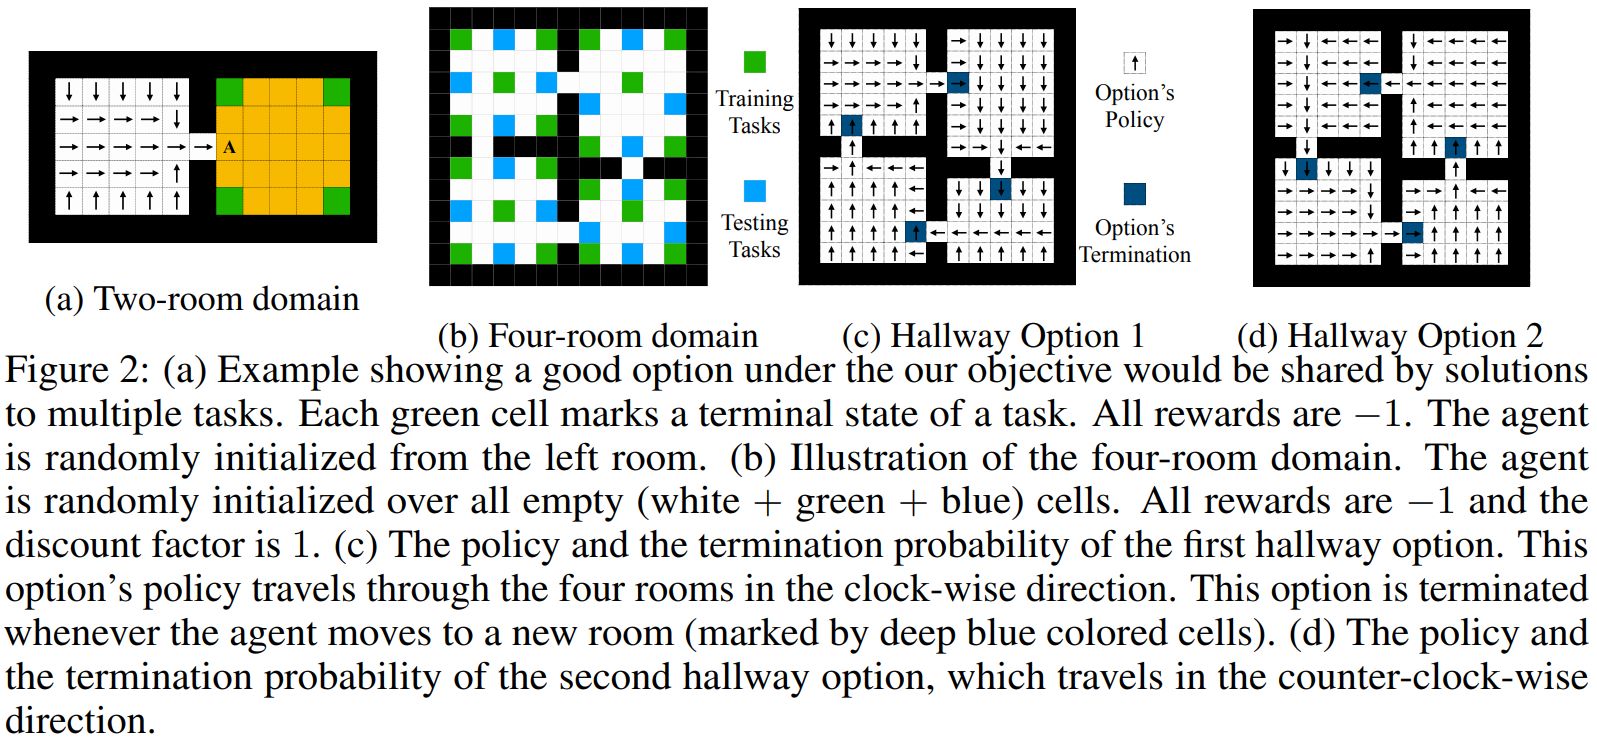 A
Training
Tasks
Testing
Tasks
Option's
Policy
Option's
Termination
(a) Two-room domain
(b) Four-room domain
(c) Hallway Option 1
(d) Hallway Option 2
Figure 2: (a) Example showing a good option under the our objective would be shared by solutions
to multiple tasks. Each green cell marks a terminal state of a task. All rewards are −1. The agent
is randomly initialized from the left room. (b) Illustration of the four-room domain. The agent
is randomly initialized over all empty (white + green + blue) cells. All rewards are −1 and the
discount factor is 1. (c) The policy and the termination probability of the first hallway option. This
option's policy travels through the four rooms in the clock-wise direction. This option is terminated
whenever the agent moves to a new room (marked by deep blue colored cells). (d) The policy and
the termination probability of the second hallway option, which travels in the counter-clock-wise
direction.